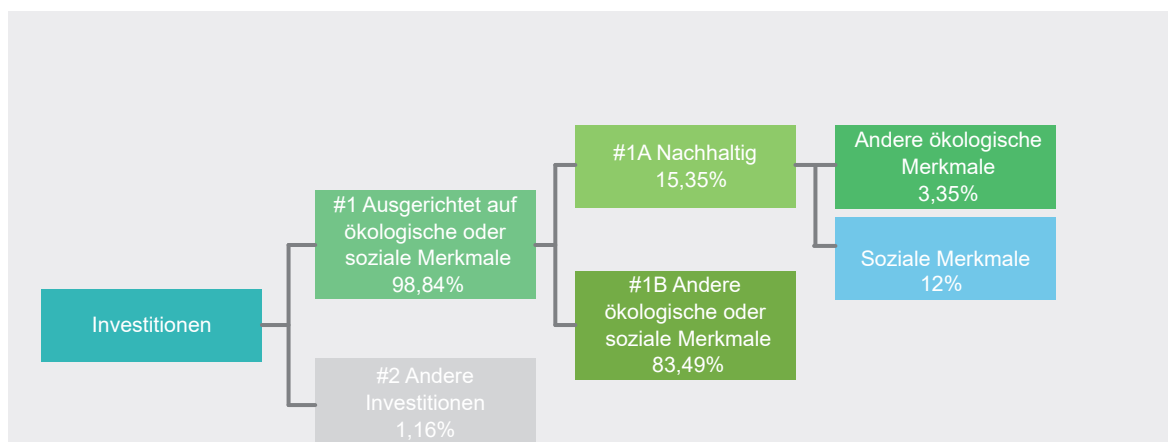 Investitionen
#1 Ausgerichtet auf
ökologische oder
soziale Merkmale
98,84%
#2 Andere
Investitionen
1,16%
#1A Nachhaltig
15,35%
#1B Andere
ökologische oder
soziale Merkmale
83,49%
Andere ökologische
Merkmale
3,35%
Soziale Merkmale
12%